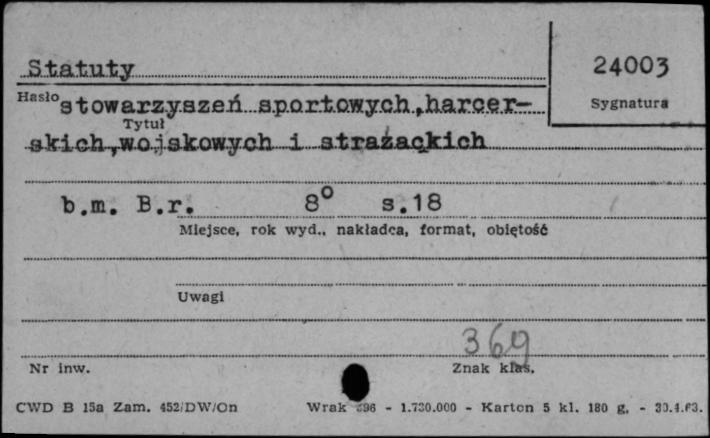 Statuty
24003
Hasło stowarzyszeń sportowych,harcer-
Sygnatura
Tytuł
skich,wojskowych i strażackich
b.m. B.r. 8° s.18
Miejsce, rok wyd., nakładca, format, objętość
Uwagi
369
Nr inw.
Znak klas.
CWD B 15a Zam. 452/DW/On Wrak 396 - 1.730.000 - Karton 5 kl. 180 g. - 30.4.63.